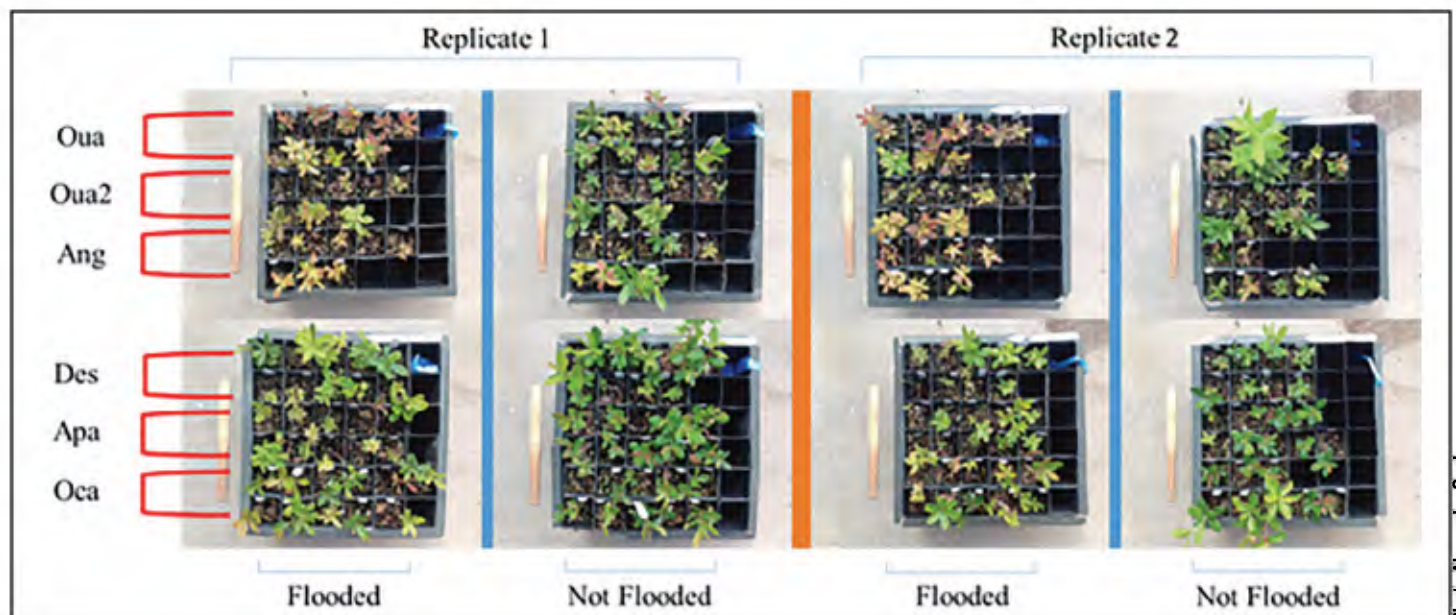 Replicate 1
Replicate 2
Oua
Oua2
Ang
Des
Apa
Oca
Flooded
Not Flooded
Flooded
Not Flooded